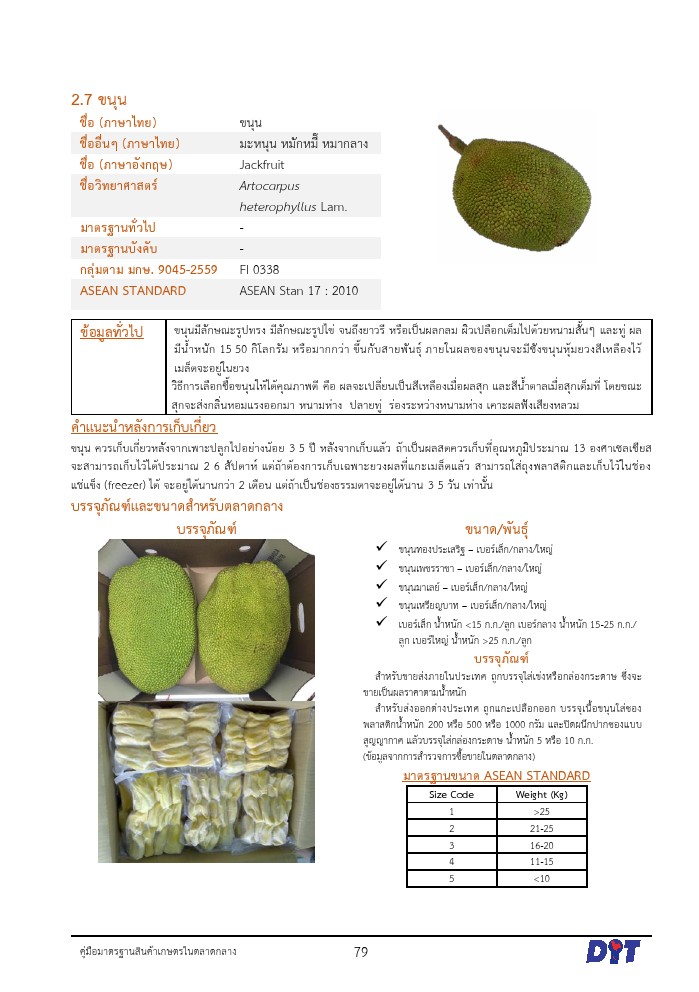 2.7 ขนุน
ชื่อ (ภาษาไทย) ขนุน
ชื่ออื่นๆ (ภาษาไทย) มะหนุน หมักหมี้ หมากลาง
ชื่อ (ภาษาอังกฤษ) Jackfruit
ชื่อวิทยาศาสตร์ Artocarpus
heterophyllus Lam.
มาตรฐานทั่วไป -
มาตรฐานบังคับ -
กลุ่มตาม มกษ. 9045-2559 FI 0338
ASEAN STANDARD ASEAN Stan 17 : 2010
ข้อมูลทั่วไป ขนุนมีลักษณะรูปทรง มีลักษณะรูปไข่ จนถึงยาวรี หรือเป็นผลกลม ผิวเปลือกเต็มไปด้วยหนามสั้นๆ และทู่ ผล
มีน้ำหนัก 15 50 กิโลกรัม หรือมากกว่า ขึ้นกับสายพันธุ์ ภายในผลของขนุนจะมีซังขนุนหุ้มยวงสีเหลืองไว้
เมล็ดจะอยู่ในยวง
วิธีการเลือกซื้อขนุนให้ได้คุณภาพดี คือ ผลจะเปลี่ยนเป็นสีเหลืองเมื่อผลสุก และสีน้ำตาลเมื่อสุกเต็มที่ โดยขณะ
สุกจะส่งกลิ่นหอมแรงออกมา หนามห่าง ปลายทู่ ร่องระหว่างหนามห่าง เคาะผลฟังเสียงหลวม
คำแนะนำหลังการเก็บเกี่ยว
ขนุน ควรเก็บเกี่ยวหลังจากเพาะปลูกไปอย่างน้อย 3 5 ปี หลังจากเก็บแล้ว ถ้าเป็นผลสดควรเก็บที่อุณหภูมิประมาณ 13 องศาเซลเซียส
จะสามารถเก็บไว้ได้ประมาณ 2 6 สัปดาห์ แต่ถ้าต้องการเก็บเฉพาะยวงผลที่แกะเมล็ดแล้ว สามารถใส่ถุงพลาสติกและเก็บไว้ในช่อง
แช่แข็ง (freezer) ได้ จะอยู่ได้นานกว่า 2 เดือน แต่ถ้าเป็นช่องธรรมดาจะอยู่ได้นาน 3 5 วัน เท่านั้น
บรรจุภัณฑ์และขนาดสำหรับตลาดกลาง
บรรจุภัณฑ์
ขนาด/พันธุ์
✓ ขนุนทองประเสริฐ – เบอร์เล็ก/กลาง/ใหญ่
✓ ขนุนเพชรราชา – เบอร์เล็ก/กลาง/ใหญ่
✓ ขนุนมาเลย์ – เบอร์เล็ก/กลาง/ใหญ่
✓ ขนุนเหรียญบาท – เบอร์เล็ก/กลาง/ใหญ่
✓ เบอร์เล็ก น้ำหนัก <15 ก.ก./ลูก เบอร์กลาง น้ำหนัก 15-25 ก.ก./
ลูก เบอร์ใหญ่ น้ำหนัก >25 ก.ก./ลูก
บรรจุภัณฑ์
สำหรับขายส่งภายในประเทศ ถูกบรรจุใส่เข่งหรือกล่องกระดาษ ซึ่งจะ
ขายเป็นผลราคาตามน้ำหนัก
สำหรับส่งออกต่างประเทศ ถูกแกะเปลือกออก บรรจุเนื้อขนุนใส่ซอง
พลาสติกน้ำหนัก 200 หรือ 500 หรือ 1000 กรัม และปิดผนึกปากซองแบบ
สูญญากาศ แล้วบรรจุใส่กล่องกระดาษ น้ำหนัก 5 หรือ 10 ก.ก.
(ข้อมูลจากการสำรวจการซื้อขายในตลาดกลาง)
มาตรฐานขนาด ASEAN STANDARD
Size Code Weight (Kg)
1 >25
2 21-25
3 16-20
4 11-15
5 <10
คู่มือมาตรฐานสินค้าเกษตรในตลาดกลาง 79 DIT